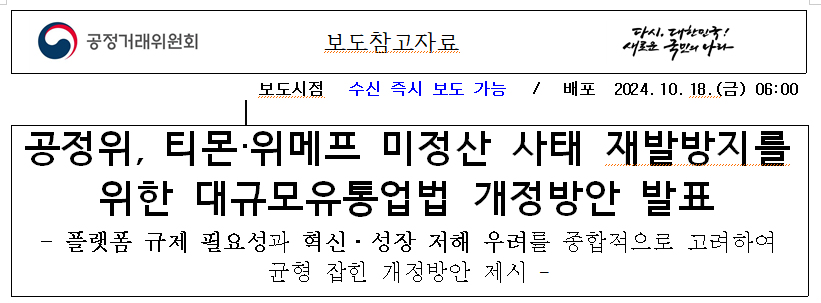 공정거래위원회
보도참고자료
다시, 대한민국!
새로운 국민의 나라
보도시점 수신 즉시 보도 가능 / 배포 2024. 10. 18.(금) 06:00
공정위, 티몬·위메프 미정산 사태 재발방지를
위한 대규모유통업법 개정방안 발표
- 플랫폼 규제 필요성과 혁신·성장 저해 우려를 종합적으로 고려하여
균형 잡힌 개정방안 제시 -